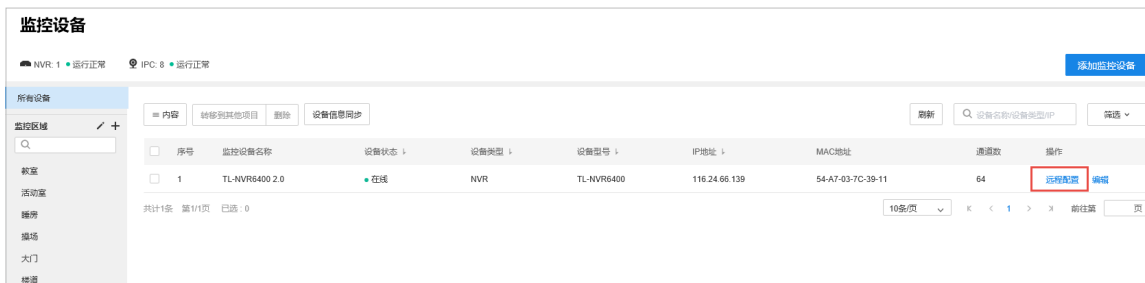 监控设备
NVR: 1 运行正常 IPC: 8 运行正常 添加监控设备
所有设备
内容 转移到其他项目 删除 设备信息同步 刷新 设备名称/设备类型/IP 筛选
监控区域
序号 监控设备名称 设备状态 设备类型 设备型号 IP地址 MAC地址 通道数 操作
教室
1 TL-NVR6400 2.0 在线 NVR TL-NVR6400 116.24.66.139 54-A7-03-7C-39-11 64 远程配置 编辑
活动室
睡房
共计1条 第1/1页 已选：0 10条/页 1 前往第 页
操场
大门
楼道